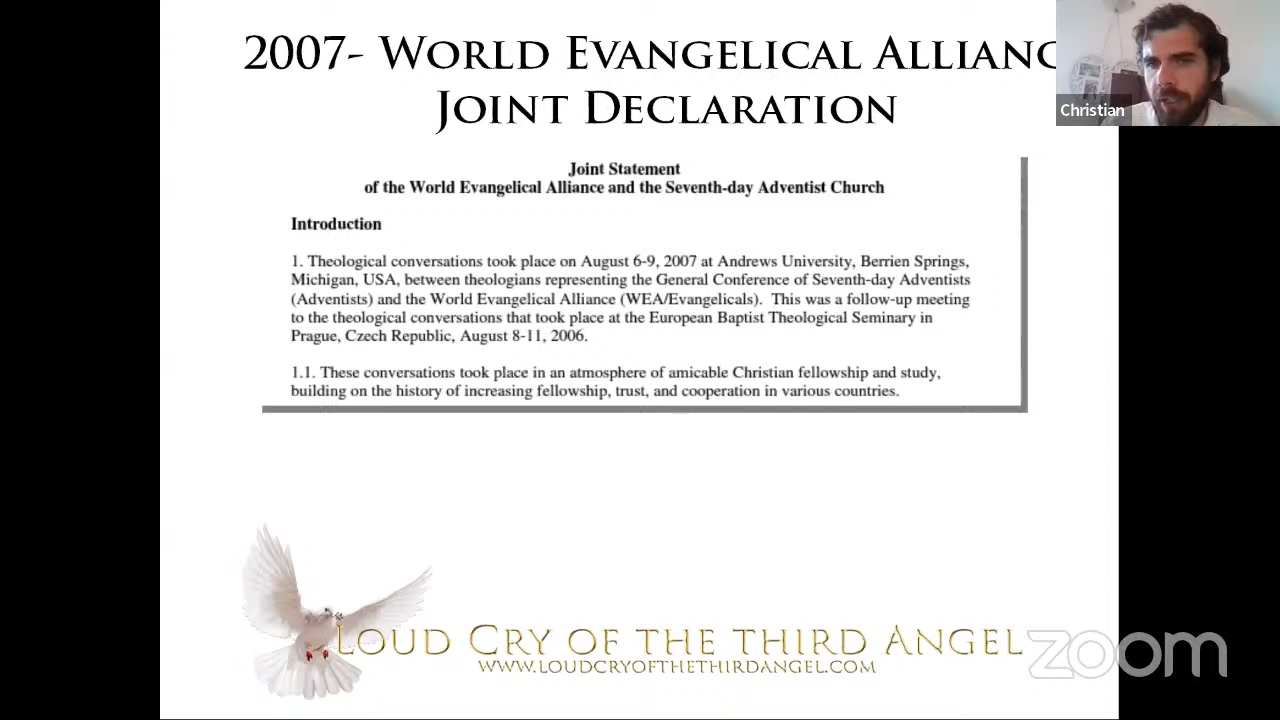 2007- WORLD EVANGELICAL ALLIANC
JOINT DECLARATION
Christian
Joint Statement
of the World Evangelical Alliance and the Seventh-day Adventist Church
Introduction
1. Theological conversations took place on August 6-9, 2007 at Andrews University, Berrien Springs,
Michigan, USA, between theologians representing the General Conference of Seventh-day Adventists
(Adventists) and the World Evangelical Alliance (WEA/Evangelicals). This was a follow-up meeting
to the theological conversations that took place at the European Baptist Theological Seminary in
Prague, Czech Republic, August 8-11, 2006.
1.1. These conversations took place in an atmosphere of amicable Christian fellowship and study,
building on the history of increasing fellowship, trust, and cooperation in various countries.
LOUD CRY OF THE THIRD ANGEL
WWW.LOUDCRYOFTHETHIRDANGEL.COM
zoom